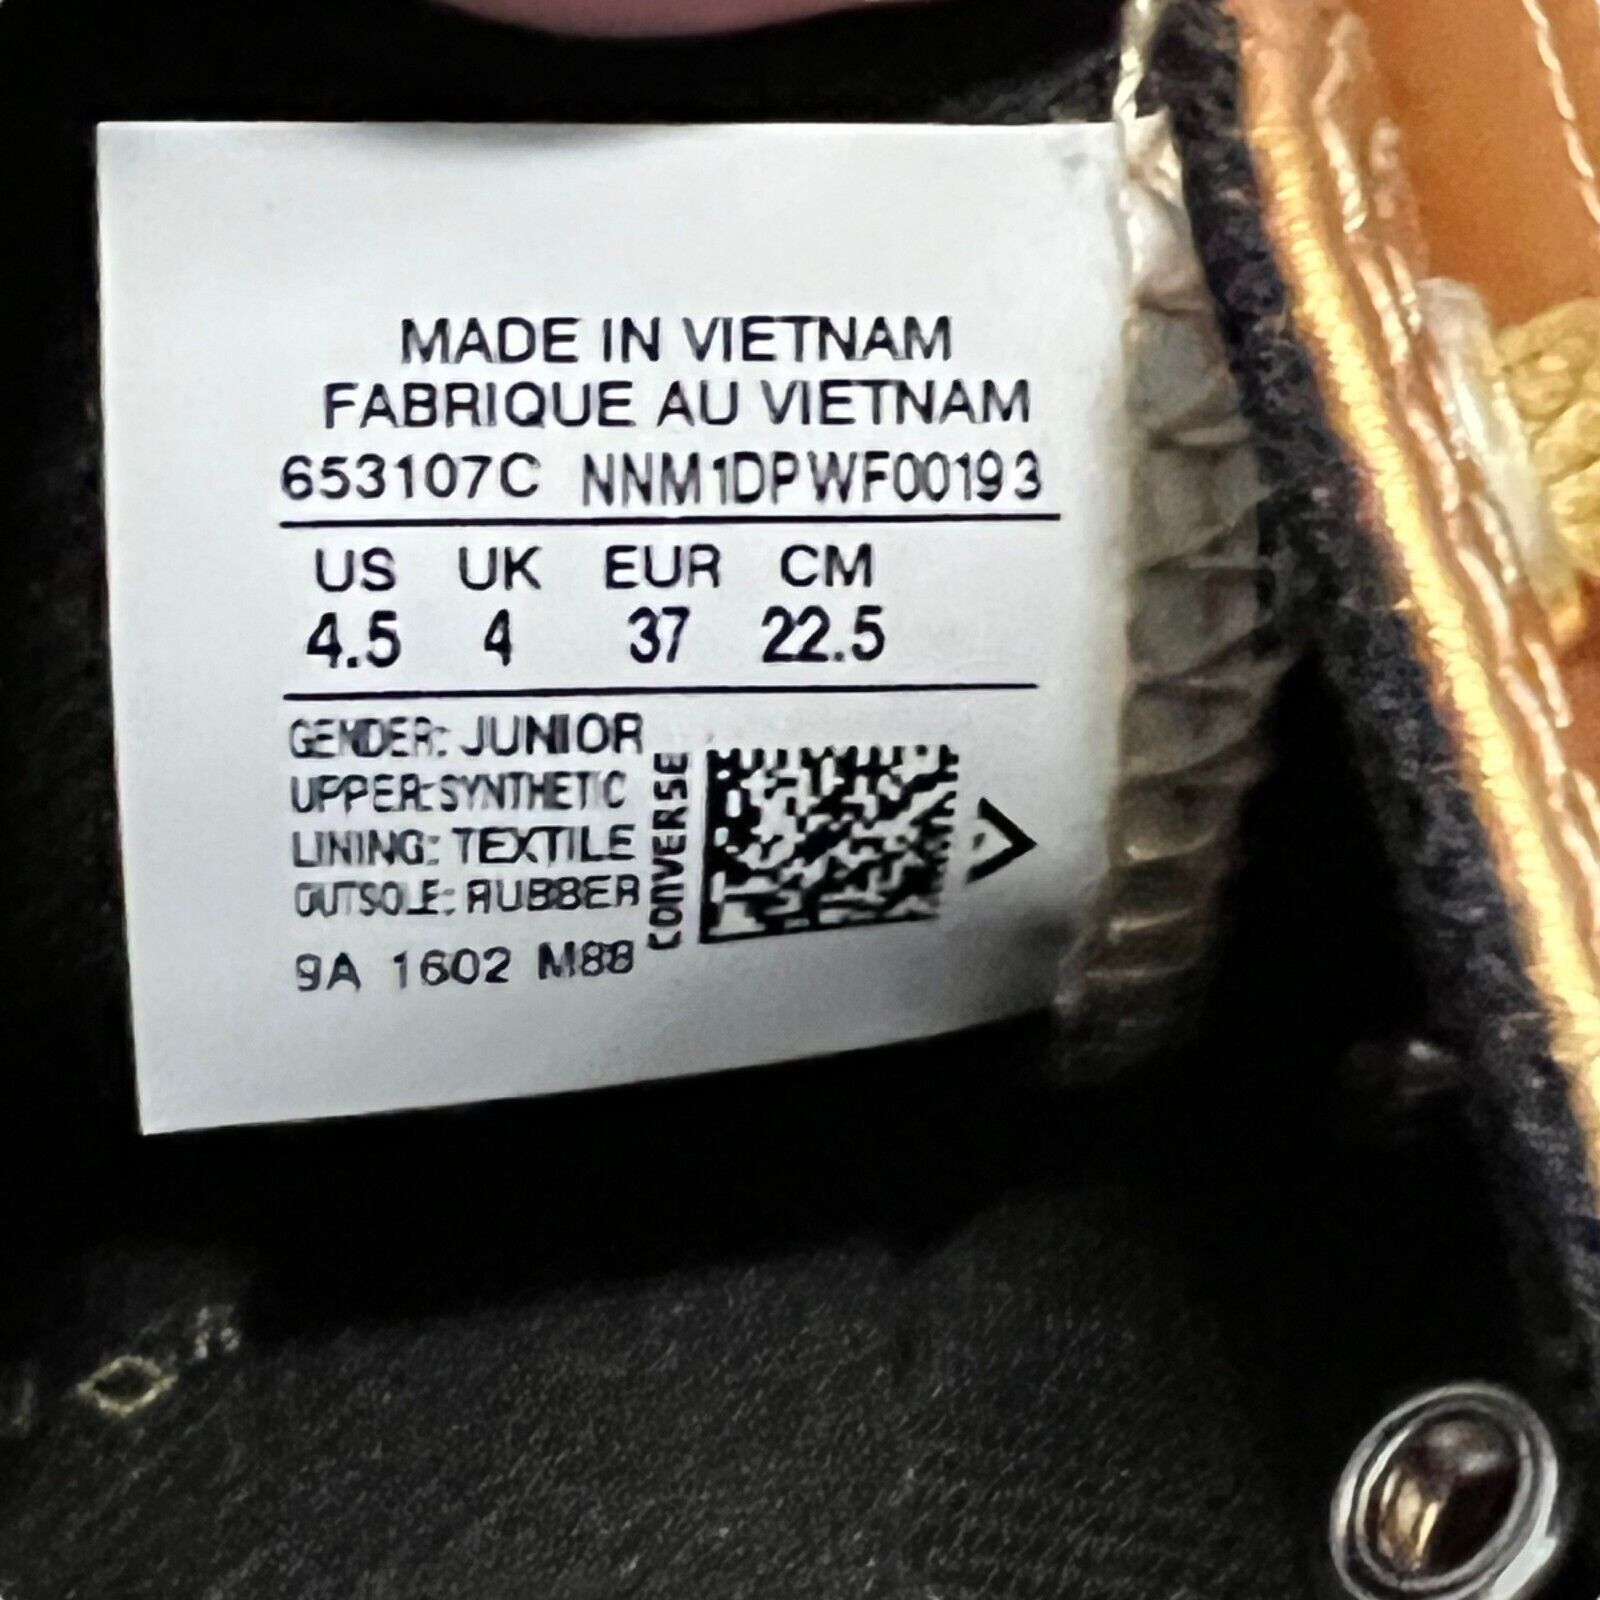 MADE IN VIETNAM
FABRIQUE AU VIETNAM
653107C NNM1DPWF00193
US UK EUR CM
4.5 4 37 22.5
GENDER: JUNIOR
UPPER: SYNTHETIC
LINING: TEXTILE
OUTSOLE: RUBBER
9A 1602 M88
CONVERSE